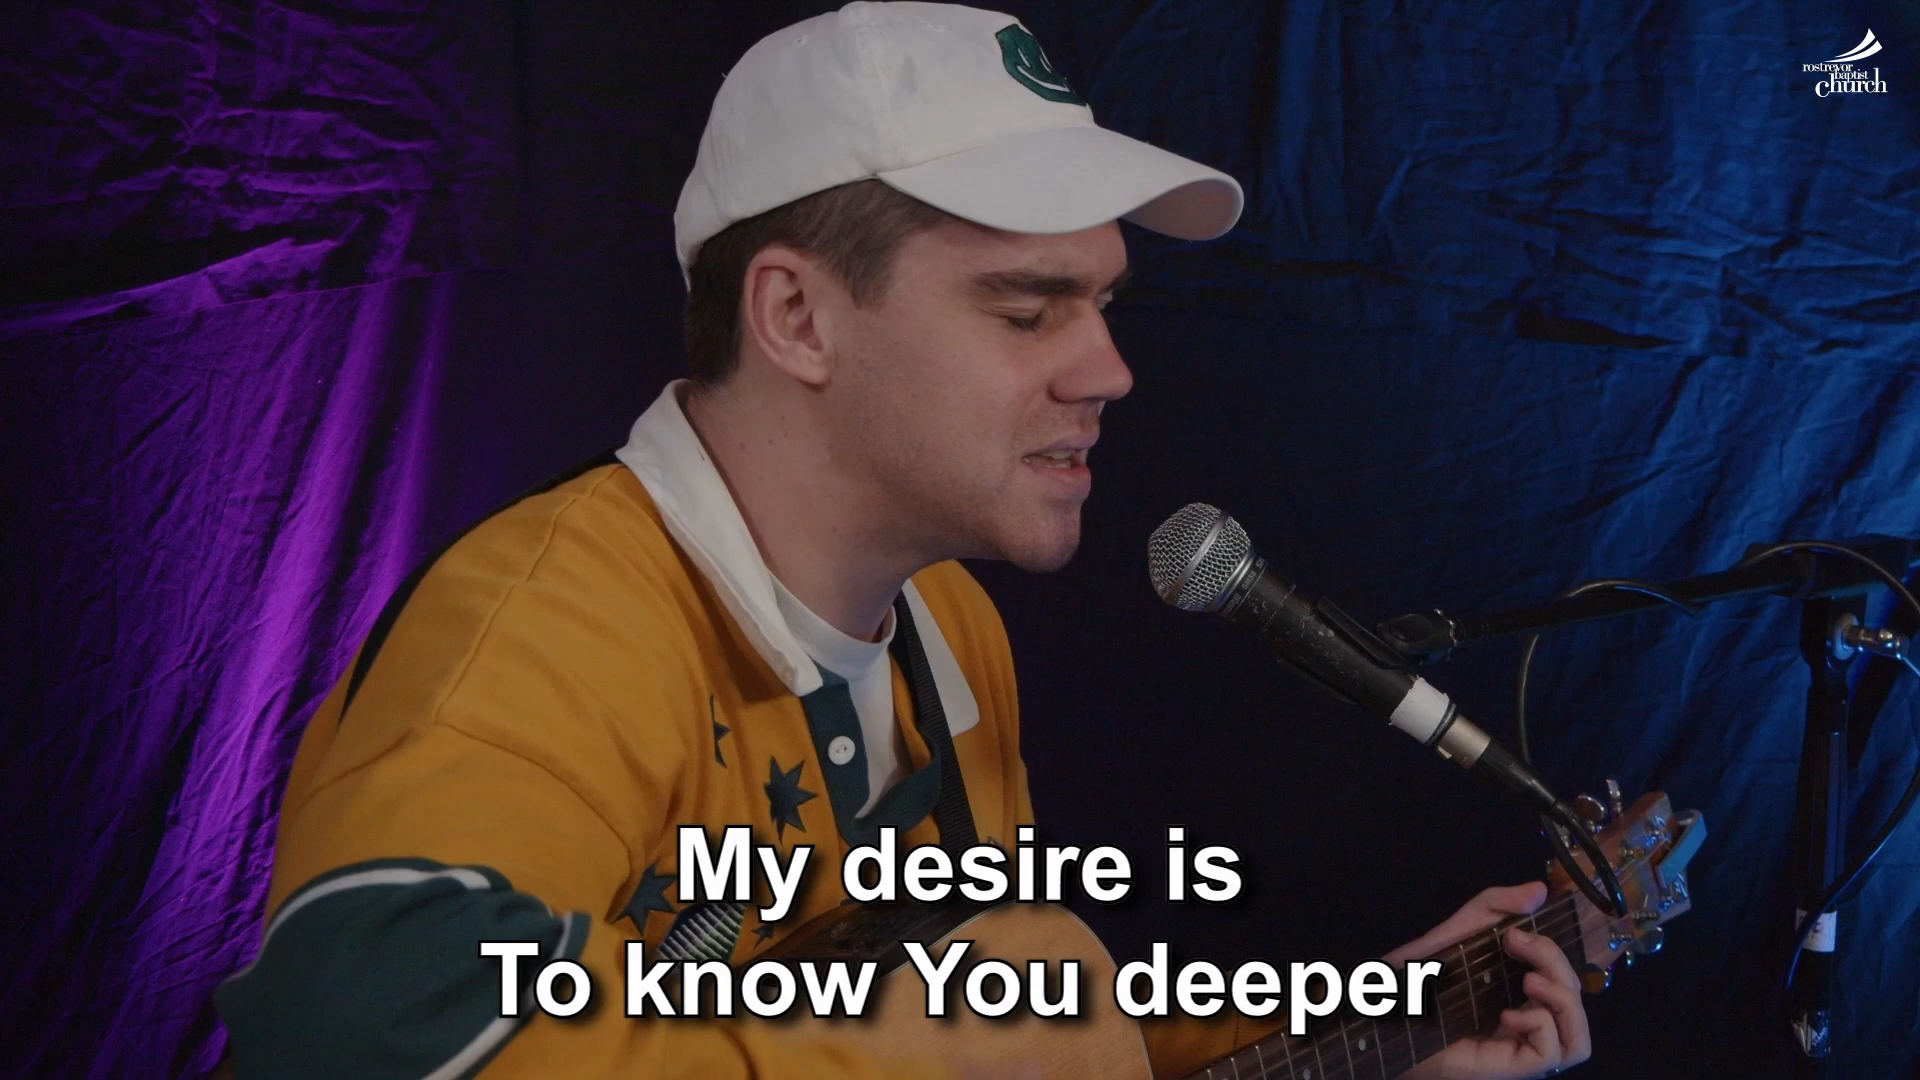 rostrevor
baptist
church
My desire is
To know You deeper